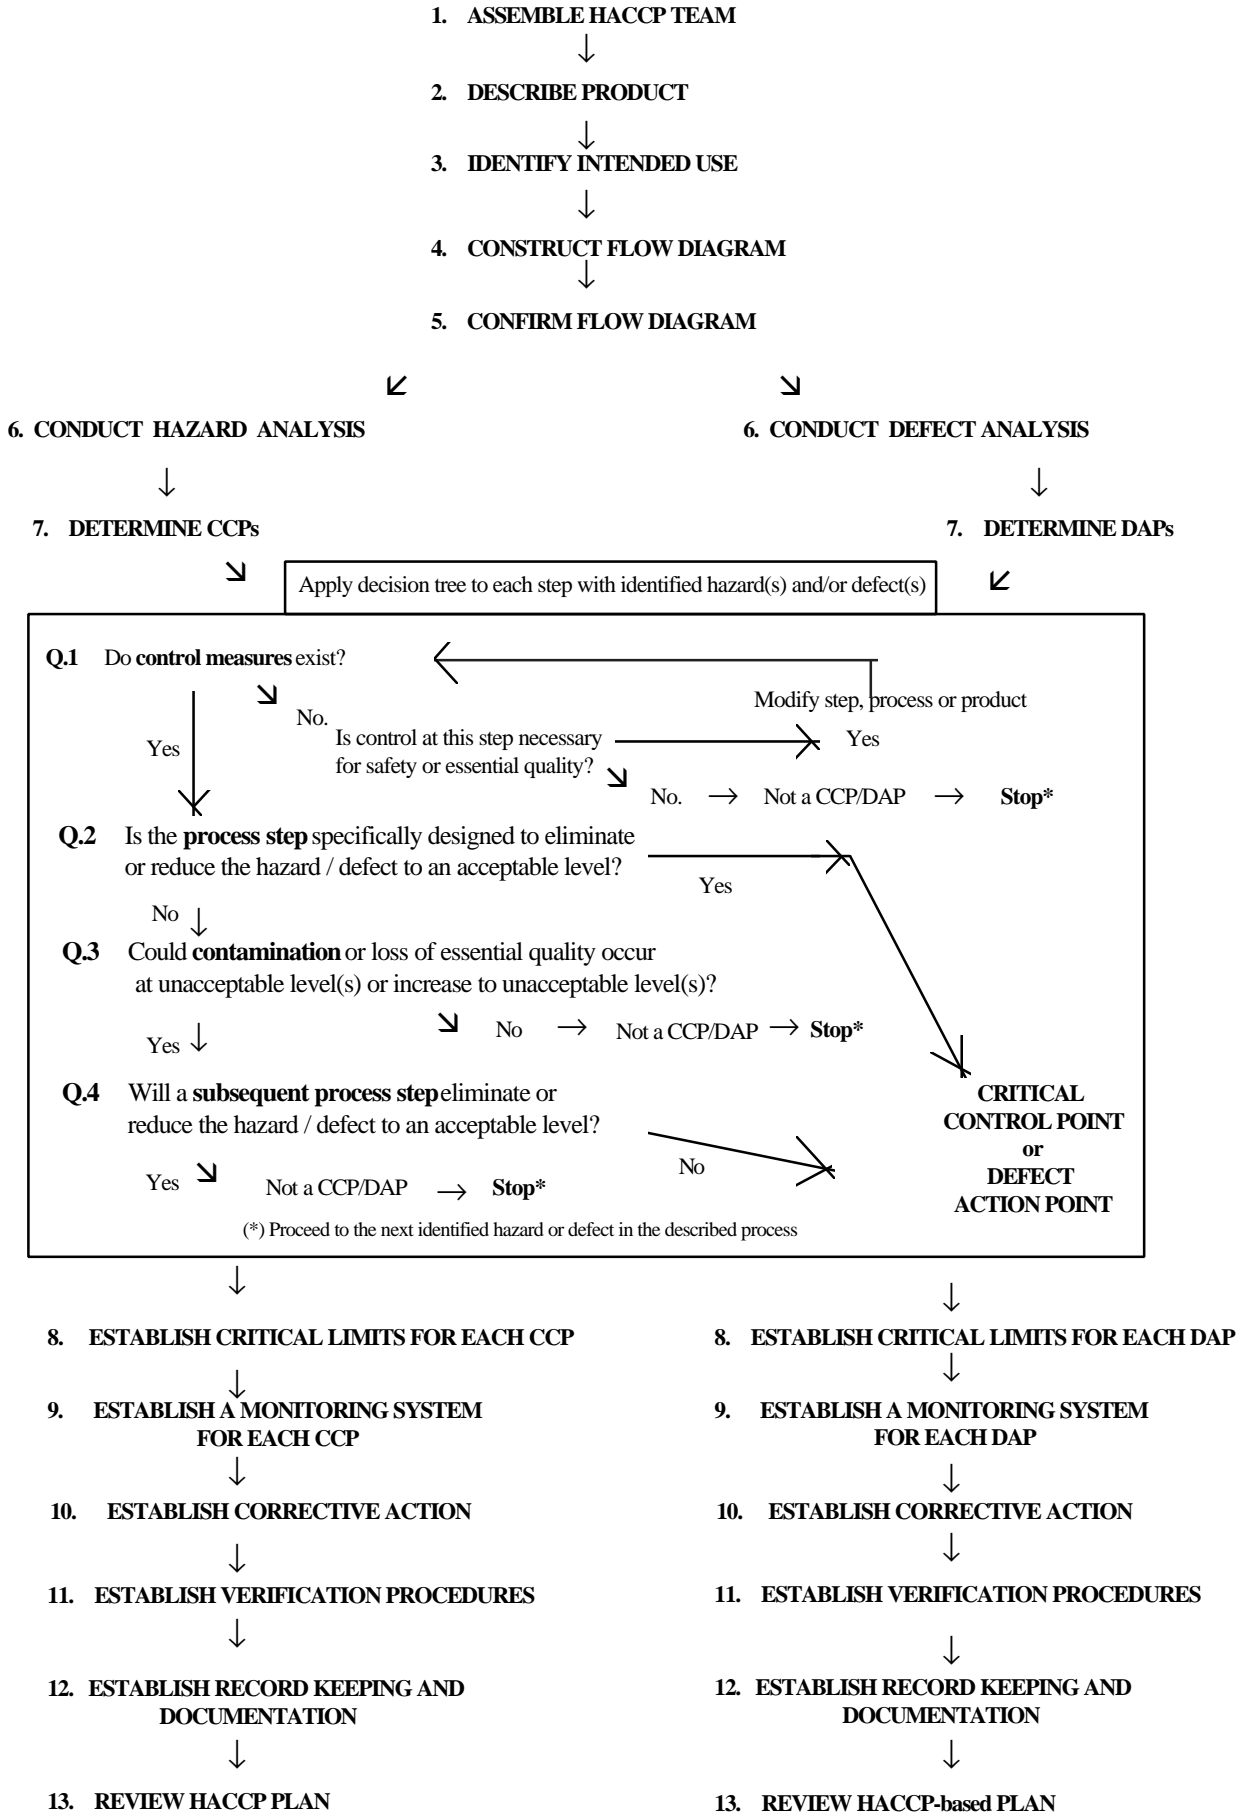 1. ASSEMBLE HACCP TEAM
↓
2. DESCRIBE PRODUCT
↓
3. IDENTIFY INTENDED USE
↓
4. CONSTRUCT FLOW DIAGRAM
↓
5. CONFIRM FLOW DIAGRAM
6. CONDUCT HAZARD ANALYSIS
6. CONDUCT DEFECT ANALYSIS
↓ ↓
7. DETERMINE CCPs
7. DETERMINE DAPs
Apply decision tree to each step with identified hazard(s) and/or defect(s)
Q.1 Do control measures exist?
Modify step, process or product
No.
Is control at this step necessary
for safety or essential quality?
Yes
Yes
No. → Not a CCP/DAP → Stop*
Q.2 Is the process step specifically designed to eliminate
or reduce the hazard / defect to an acceptable level?
Yes
No ↓
Q.3 Could contamination or loss of essential quality occur
at unacceptable level(s) or increase to unacceptable level(s)?
No → Not a CCP/DAP → Stop*
Yes ↓
Q.4 Will a subsequent process step eliminate or
reduce the hazard / defect to an acceptable level?
No
CRITICAL
CONTROL POINT
or
DEFECT
ACTION POINT
Yes
Not a CCP/DAP → Stop*
(*) Proceed to the next identified hazard or defect in the described process
↓ ↓
8. ESTABLISH CRITICAL LIMITS FOR EACH CCP
8. ESTABLISH CRITICAL LIMITS FOR EACH DAP
↓ ↓
9. ESTABLISH A MONITORING SYSTEM
FOR EACH CCP
9. ESTABLISH A MONITORING SYSTEM
FOR EACH DAP
↓ ↓
10. ESTABLISH CORRECTIVE ACTION
10. ESTABLISH CORRECTIVE ACTION
↓ ↓
11. ESTABLISH VERIFICATION PROCEDURES
11. ESTABLISH VERIFICATION PROCEDURES
↓ ↓
12. ESTABLISH RECORD KEEPING AND
DOCUMENTATION
12. ESTABLISH RECORD KEEPING AND
DOCUMENTATION
↓ ↓
13. REVIEW HACCP PLAN
13. REVIEW HACCP-based PLAN